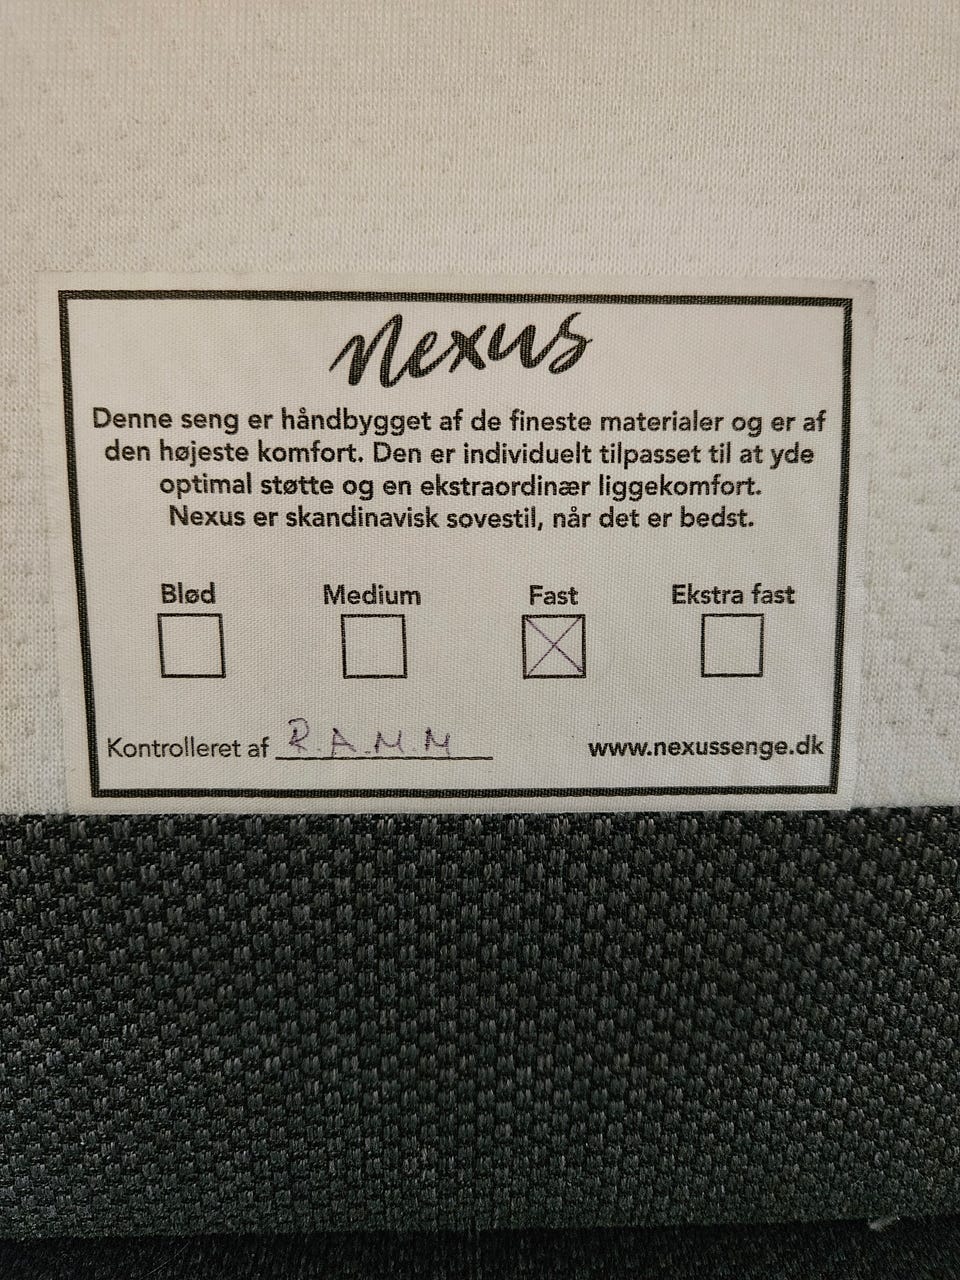 Nexus
Denne seng er håndbygget af de fineste materialer og er af
den højeste komfort. Den er individuelt tilpasset til at yde
optimal støtte og en ekstraordinær liggekomfort.
Nexus er skandinavisk sovestil, når det er bedst.
Blød Medium Fast Ekstra fast
Kontrolleret af R.A.M.M www.nexussenge.dk